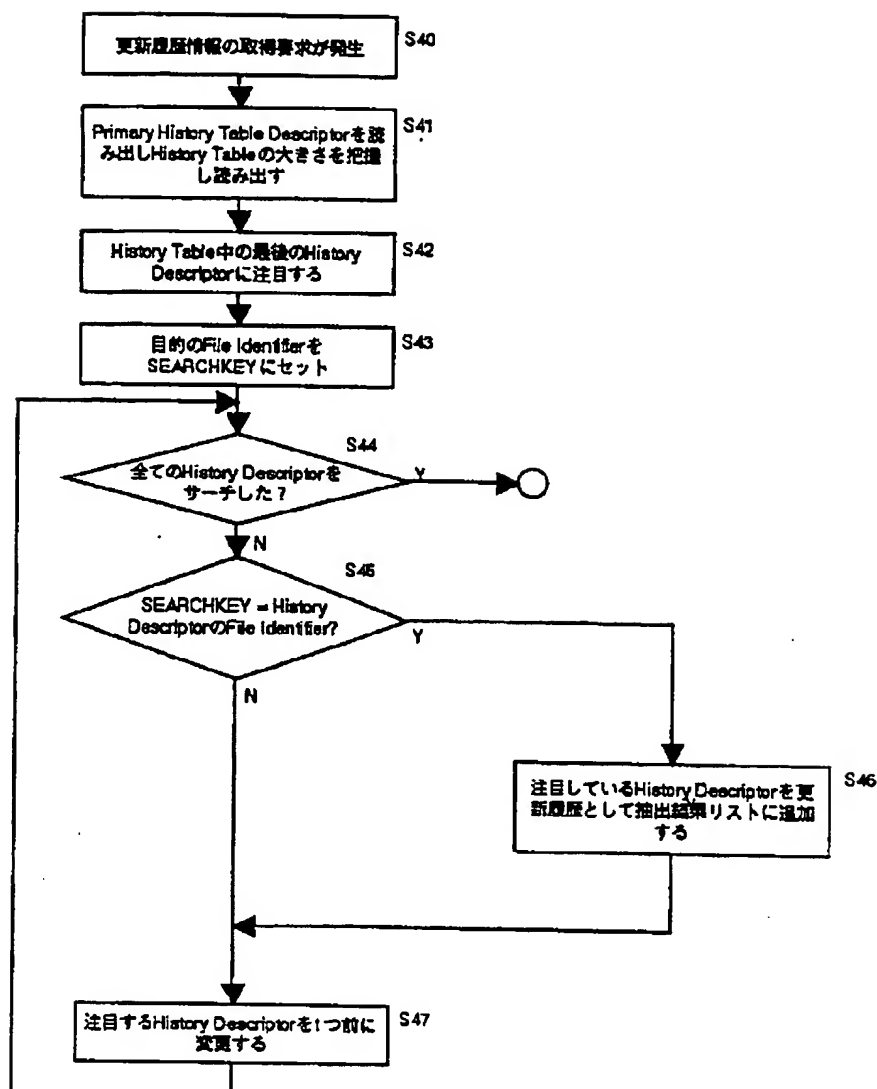 更新履歴情報の取得要求が発生
S40
Primary History Table Descriptorを読
み出しHistory Tableの大きさを把握
し読み出す
S41
History Table中の最後のHistory
Descriptorに注目する
S42
目的のFile Identifierを
SEARCHKEYにセット
S43
S44
全てのHistory Descriptorを
サーチした?
Y
N
S45
SEARCHKEY = History
DescriptorのFile Identifier?
Y
N
注目しているHistory Descriptorを更
新履歴として抽出結果リストに追加
する
S46
注目するHistory Descriptorを1つ前に
変更する
S47